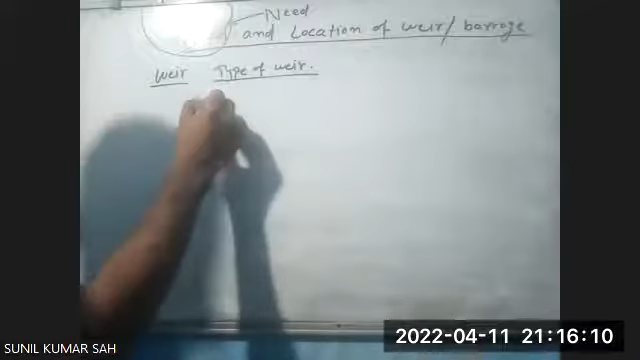 Need
and Location of weir/ barrage
Weir Type of weir.
SUNIL KUMAR SAH
2022-04-11 21:16:10